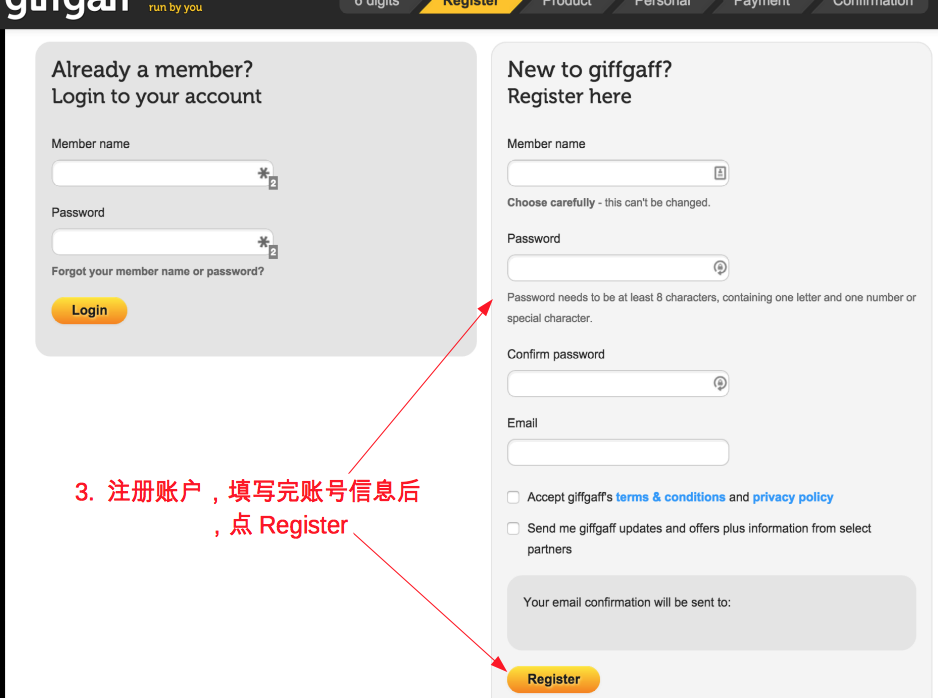 giffgaff
run by you
6 digits
Register
Product
Personal
Payment
Confirmation
Already a member?
Login to your account
Member name
2
Password
2
Forgot your member name or password?
Login
New to giffgaff?
Register here
Member name
Choose carefully - this can't be changed.
Password
Password needs to be at least 8 characters, containing one letter and one number or
special character.
Confirm password
Email
Accept giffgaff's terms & conditions and privacy policy
Send me giffgaff updates and offers plus information from select
partners
Your email confirmation will be sent to:
Register
3. 注册账户，填写完账号信息后
，点 Register